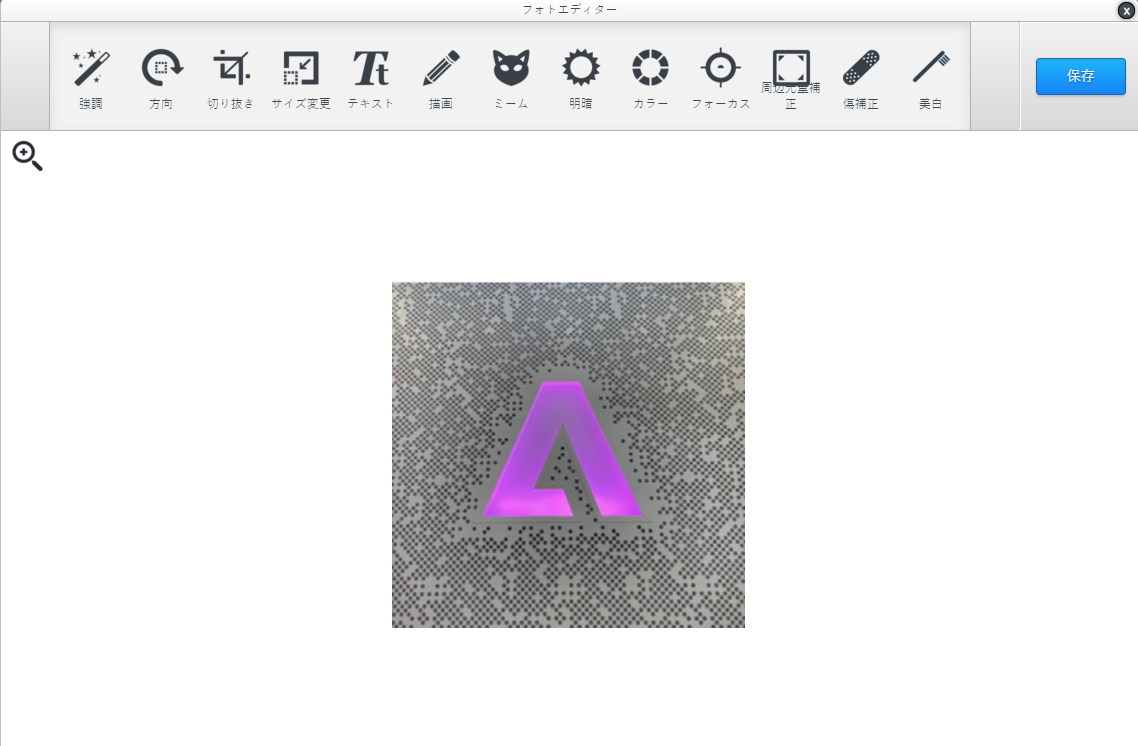 フォトエディター
X
強調
方向
切り抜き
サイズ変更
テキスト
描画
ミーム
明暗
カラー
フォーカス
周辺光量補
正
傷補正
美白
保存